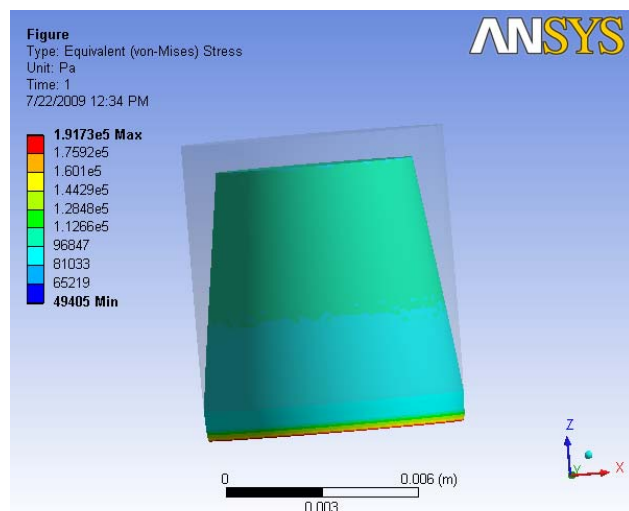 Figure
Type: Equivalent (von-Mises) Stress
Unit: Pa
Time: 1
7/22/2009 12:34 PM
ANSYS
1.9173e5 Max
1.7592e5
1.601e5
1.4429e5
1.2848e5
1.1266e5
96847
81033
65219
49405 Min
0 0.006 (m)
0.003
Z
Y X